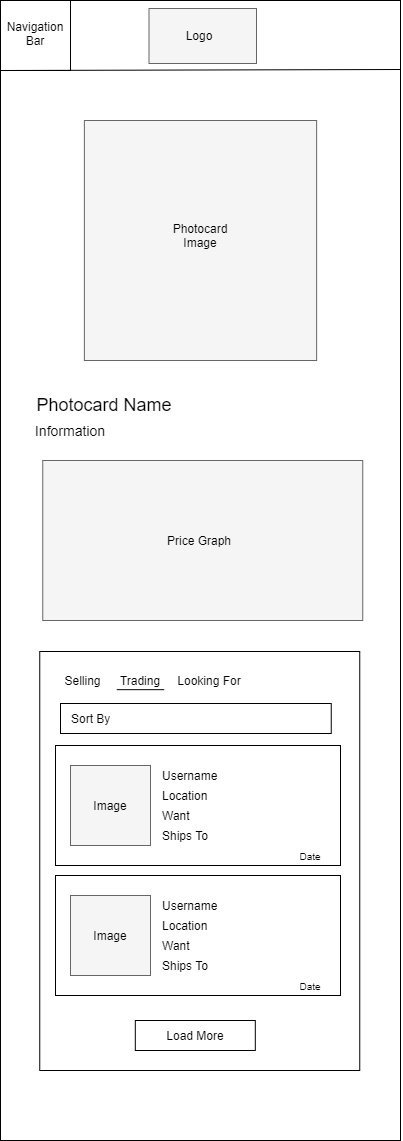 Navigation
Bar
Logo
Photocard
Image
Photocard Name
Information
Price Graph
Selling Trading Looking For
Sort By
Image
Username
Location
Want
Ships To
Date
Image
Username
Location
Want
Ships To
Date
Load More